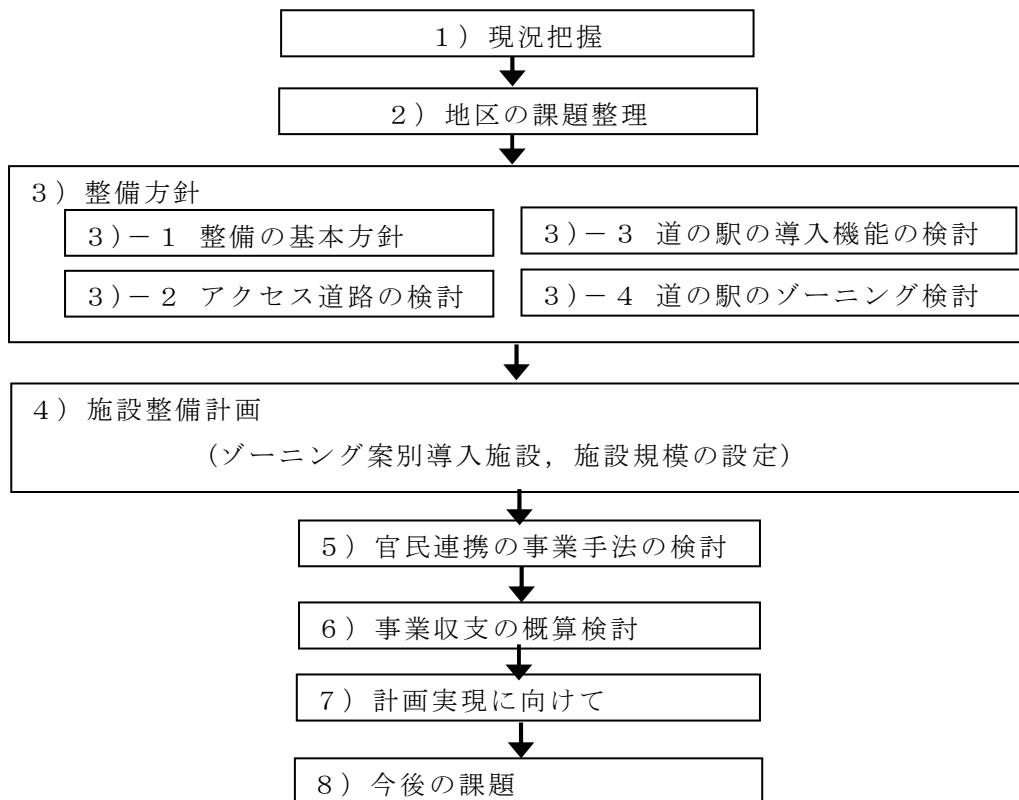 １）現況把握
２）地区の課題整理
３）整備方針
３)－１ 整備の基本方針
３)－２ アクセス道路の検討
３)－３ 道の駅の導入機能の検討
３)－４ 道の駅のゾーニング検討
４）施設整備計画
（ゾーニング案別導入施設，施設規模の設定）
５）官民連携の事業手法の検討
６）事業収支の概算検討
７）計画実現に向けて
８）今後の課題